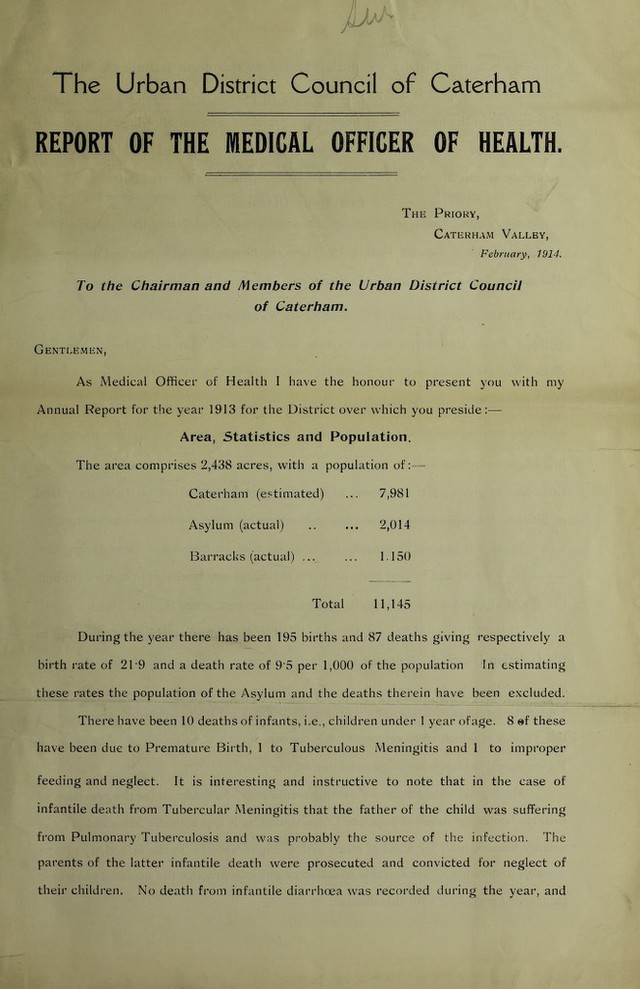 The Urban District Council of Caterham
REPORT OF THE MEDICAL OFFICER OF HEALTH.
THE PRIORY,
CATERHAM VALLEY,
February, 1914.
To the Chairman and Members of the Urban District Council
of Caterham.
GENTLEMEN,
As Medical Officer of Health I have the honour to present you with my
Annual Report for the year 1913 for the District over which you preside:—
Area, Statistics and Population.
The area comprises 2,438 acres, with a population of:—
Caterham (estimated) ... 7,981
Asylum (actual) .. ... 2,014
Barracks (actual) ... ... 1.150
Total 11,145
During the year there has been 195 births and 87 deaths giving respectively a
birth rate of 21·9 and a death rate of 9·5 per 1,000 of the population In estimating
these rates the population of the Asylum and the deaths therein have been excluded.
There have been 10 deaths of infants, i.e., children under 1 year of age. 8 of these
have been due to Premature Birth, 1 to Tuberculous Meningitis and 1 to improper
feeding and neglect. It is interesting and instructive to note that in the case of
infantile death from Tubercular Meningitis that the father of the child was suffering
from Pulmonary Tuberculosis and was probably the source of the infection. The
parents of the latter infantile death were prosecuted and convicted for neglect of
their children. No death from infantile diarrhœa was recorded during the year, and